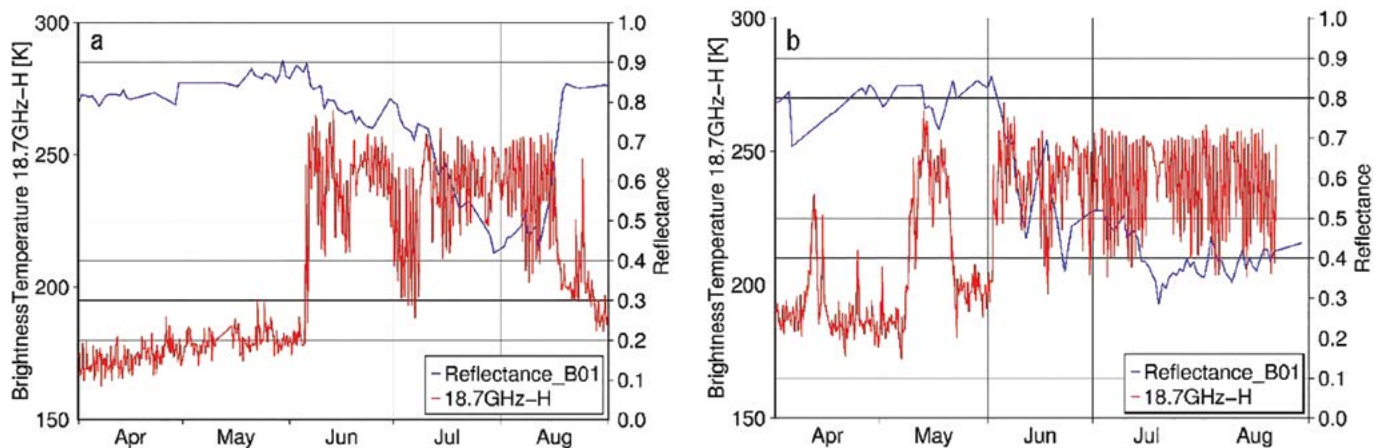 a
BrightnessTemperature 18.7GHz-H [K]
300
250
200
150
1.0
0.9
0.8
0.7
0.6
0.5
0.4
0.3
0.2
0.1
0.0
Reflectance
Reflectance_B01
18.7GHz-H
Apr May Jun Jul Aug
b
BrightnessTemperature 18.7GHz-H [K]
300
250
200
150
1.0
0.9
0.8
0.7
0.6
0.5
0.4
0.3
0.2
0.1
0.0
Reflectance
Reflectance_B01
18.7GHz-H
Apr May Jun Jul Aug